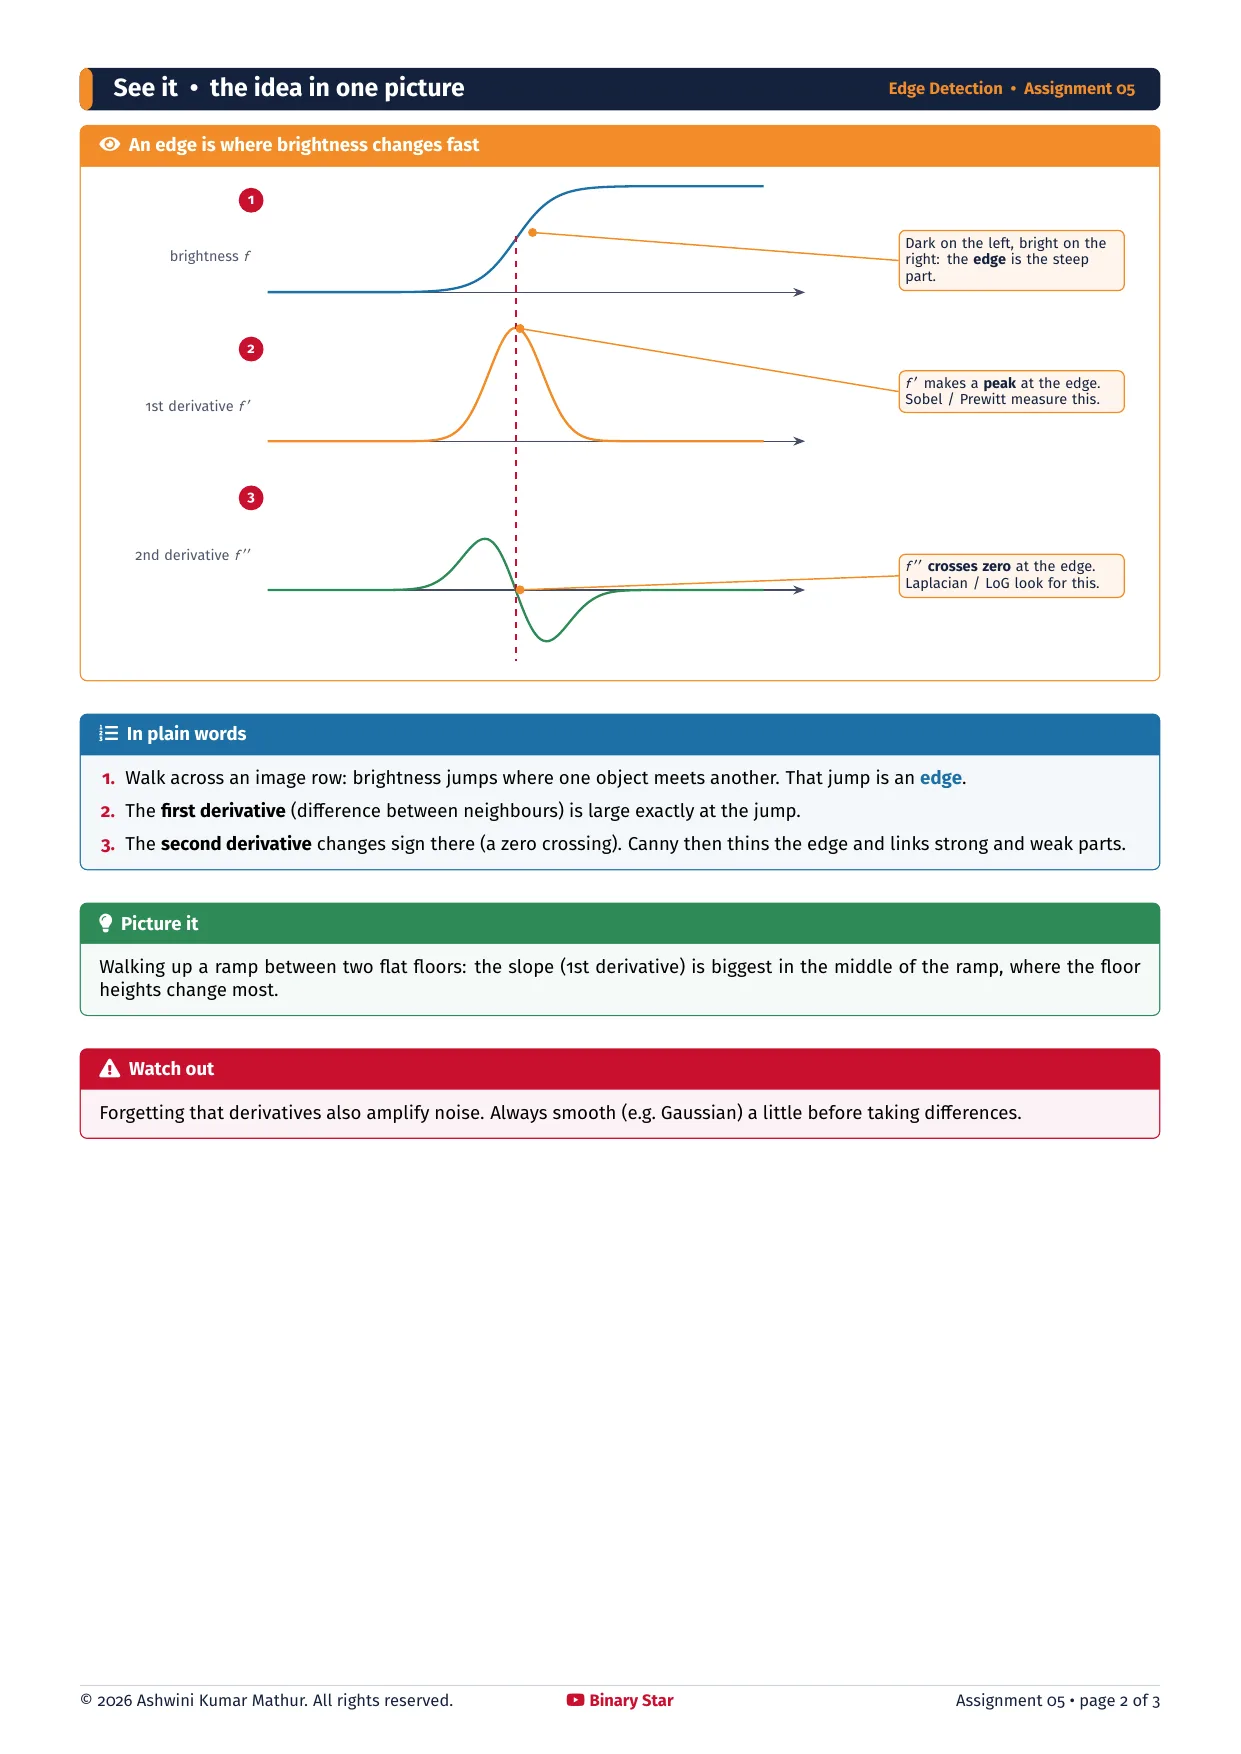 See it • the idea in one picture
Edge Detection • Assignment 05
An edge is where brightness changes fast
1
brightness f
Dark on the left, bright on the
right: the edge is the steep
part.
2
1st derivative f′
f′ makes a peak at the edge.
Sobel / Prewitt measure this.
3
2nd derivative f′′
f′′ crosses zero at the edge.
Laplacian / LoG look for this.
In plain words
1. Walk across an image row: brightness jumps where one object meets another. That jump is an edge.
2. The first derivative (difference between neighbours) is large exactly at the jump.
3. The second derivative changes sign there (a zero crossing). Canny then thins the edge and links strong and weak parts.
Picture it
Walking up a ramp between two flat floors: the slope (1st derivative) is biggest in the middle of the ramp, where the floor
heights change most.
Watch out
Forgetting that derivatives also amplify noise. Always smooth (e.g. Gaussian) a little before taking differences.
© 2026 Ashwini Kumar Mathur. All rights reserved.
Binary Star
Assignment 05 • page 2 of 3